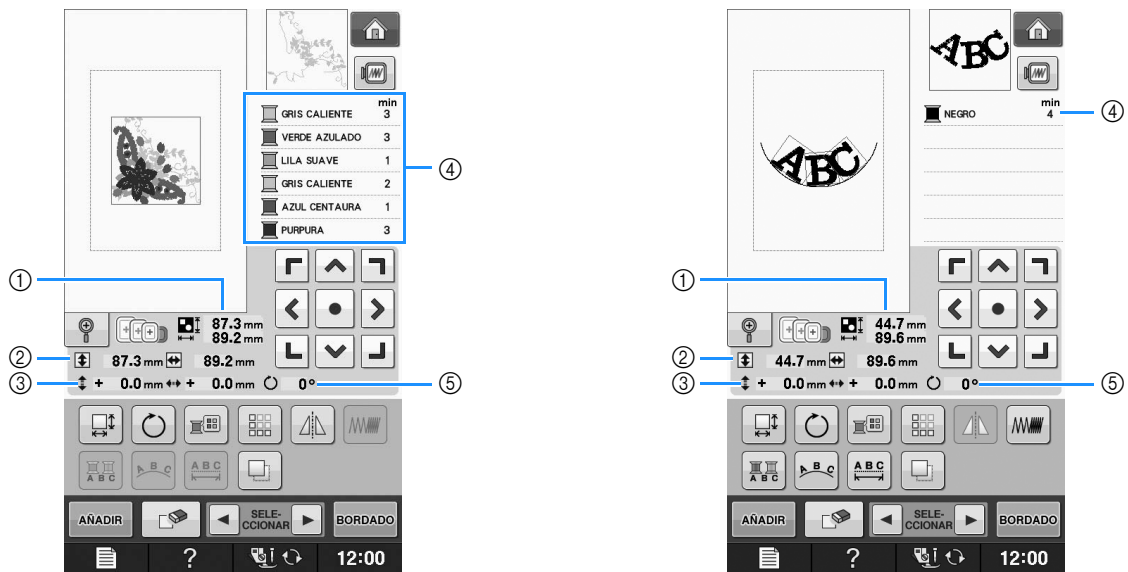 min
GRIS CALIENTE 3
VERDE AZULADO 3
LILA SUAVE 1
GRIS CALIENTE 2
AZUL CENTAURA 1
PURPURA 3
④
①
87.3 mm
89.2 mm
②
87.3 mm 89.2 mm
③
+ 0.0 mm + 0.0 mm 0°
⑤
A B C
A B C
A B C
AÑADIR
SELE-
CCIONAR
BORDADO
?
12:00
ABC
min
NEGRO 4
④
ABC
①
44.7 mm
89.6 mm
②
44.7 mm 89.6 mm
③
+ 0.0 mm + 0.0 mm 0°
⑤
A B C
A B C
A B C
AÑADIR
SELE-
CCIONAR
BORDADO
?
12:00